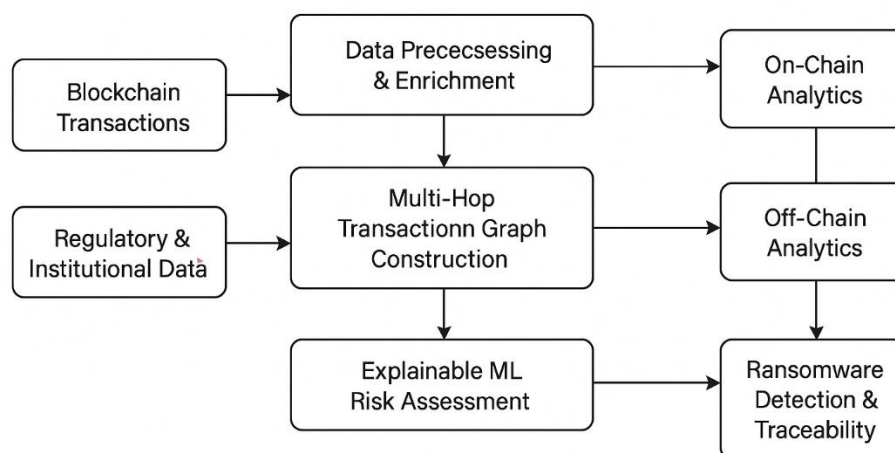 Blockchain
Transactions
Data Prececsessing
& Enrichment
On-Chain
Analytics
Regulatory &
Institutional Data
Multi-Hop
Transactionn Graph
Construction
Off-Chain
Analytics
Explainable ML
Risk Assessment
Ransomware
Detection &
Traceability